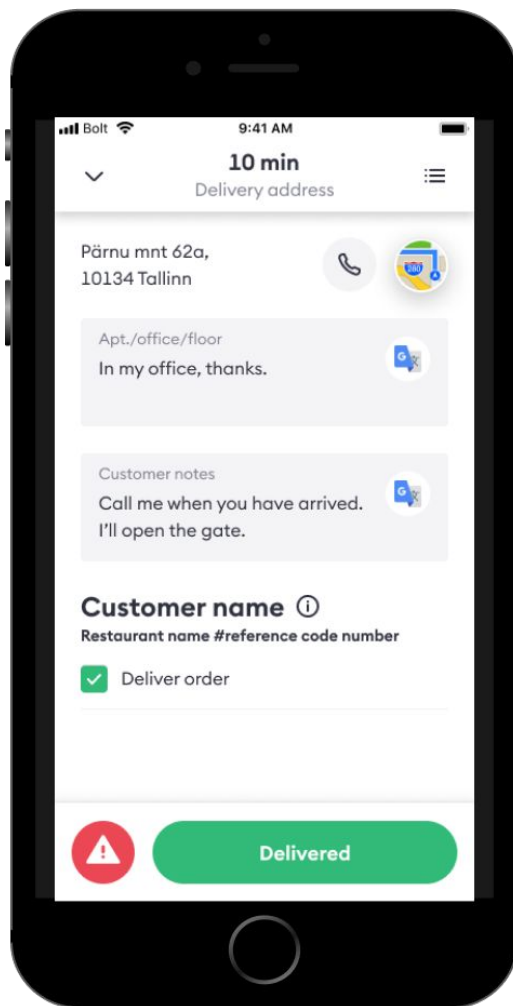 Bolt 9:41 AM
10 min
Delivery address
Pärnu mnt 62a,
10134 Tallinn
280
Apt./office/floor
In my office, thanks.
G
Customer notes
Call me when you have arrived.
I'll open the gate.
G
Customer name
Restaurant name #reference code number
Deliver order
Delivered